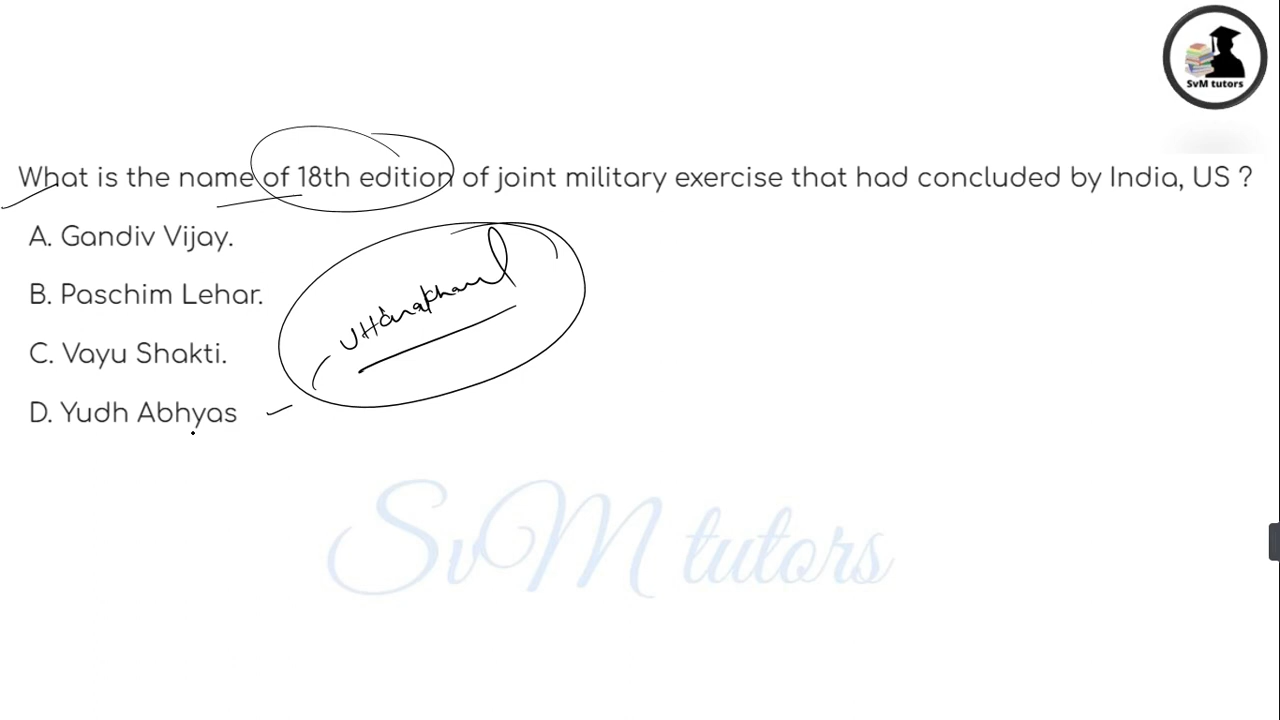 SvM tutors
What is the name of 18th edition of joint military exercise that had concluded by India, US ?
A. Gandiv Vijay.
Uttarakhand
B. Paschim Lehar.
C. Vayu Shakti.
D. Yudh Abhyas
SvM tutors